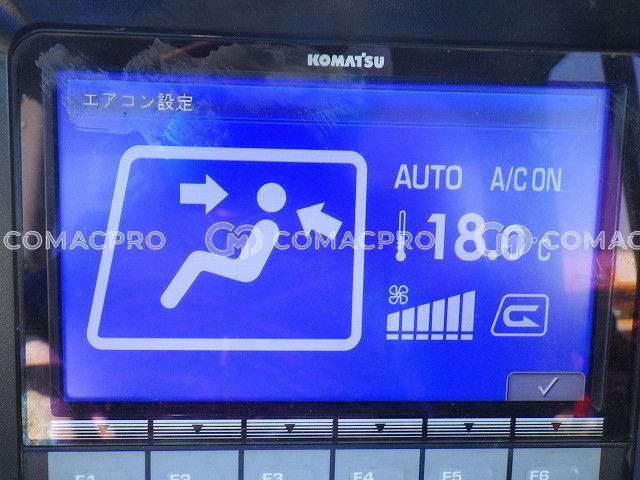 KOMATSU
エアコン設定
AUTO A/C ON
COMACPRO COMACPRO COMAC
18.0°C
F1 F2 F3 F4 F5 F6